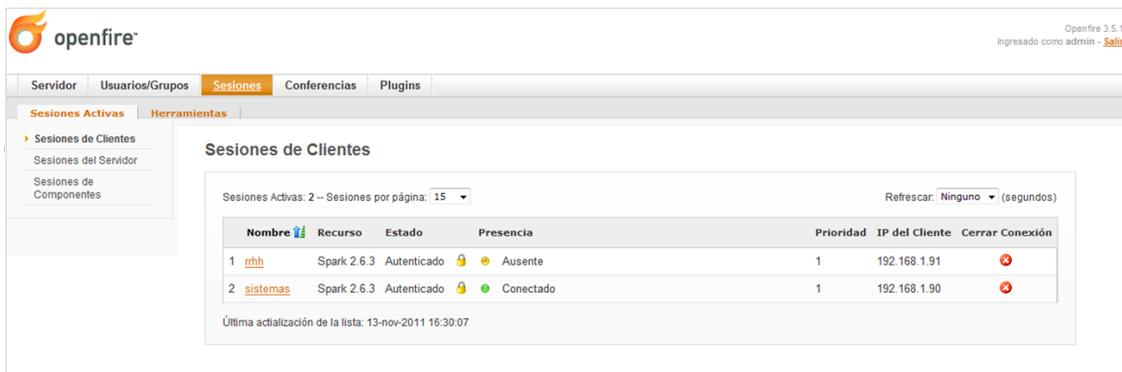 openfire™
Openfire 3.5.1
Ingresado como admin - Salir
Servidor Usuarios/Grupos Sesiones Conferencias Plugins
Sesiones Activas Herramientas
Sesiones de Clientes
Sesiones del Servidor
Sesiones de
Componentes
Sesiones de Clientes
Sesiones Activas: 2 -- Sesiones por página: 15
Refrescar: Ninguno (segundos)
Nombre Recurso Estado Presencia Prioridad IP del Cliente Cerrar Conexión
1 rrhh Spark 2.6.3 Autenticado Ausente 1 192.168.1.91
2 sistemas Spark 2.6.3 Autenticado Conectado 1 192.168.1.90
Última actialización de la lista: 13-nov-2011 16:30:07